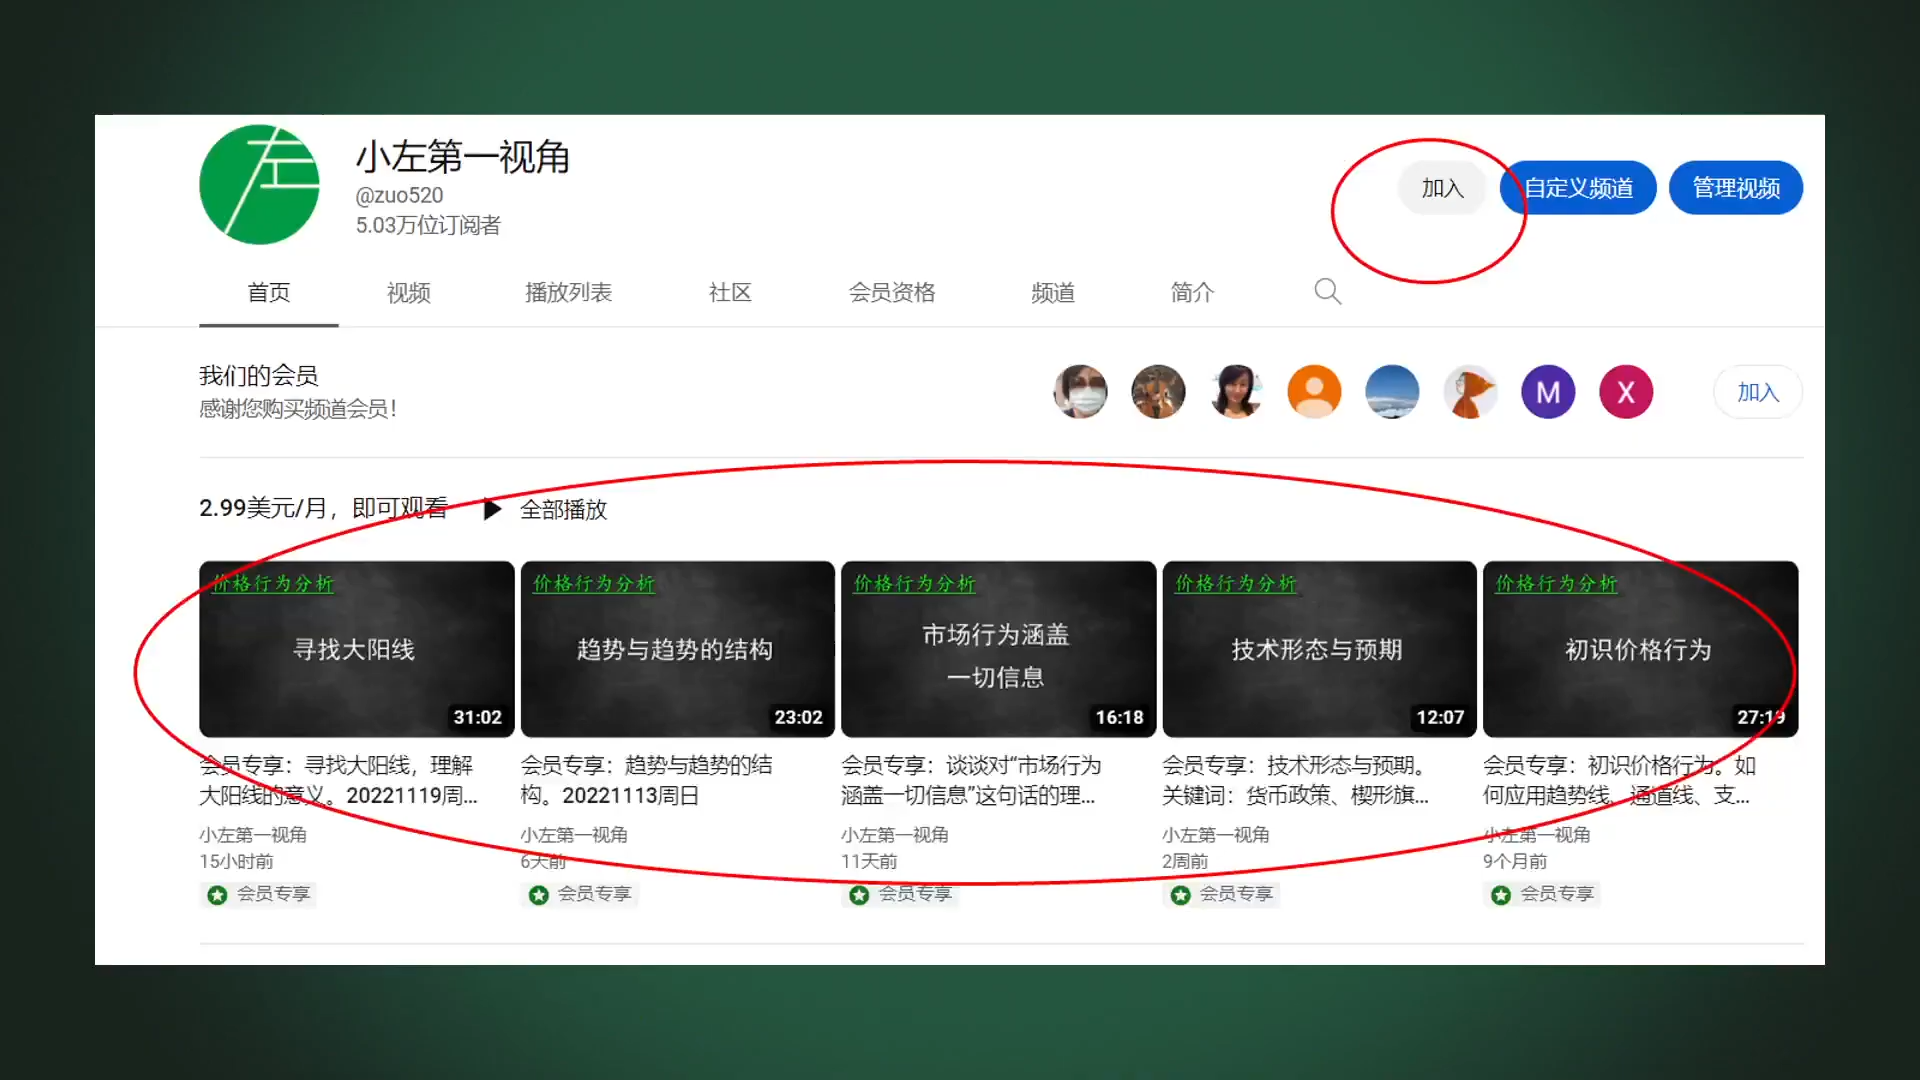 左
小左第一视角
@zuo520
5.03万位订阅者
加入
自定义频道
管理视频
首页
视频
播放列表
社区
会员资格
频道
简介
我们的会员
感谢您购买频道会员！
M
X
加入
2.99美元/月，即可观看
全部播放
价格行为分析
寻找大阳线
31:02
会员专享：寻找大阳线，理解
大阳线的意义。20221119周...
小左第一视角
15小时前
会员专享
价格行为分析
趋势与趋势的结构
23:02
会员专享：趋势与趋势的结
构。20221113周日
小左第一视角
6天前
会员专享
价格行为分析
市场行为涵盖
一切信息
16:18
会员专享：谈谈对“市场行为
涵盖一切信息”这句话的理...
小左第一视角
11天前
会员专享
价格行为分析
技术形态与预期
12:07
会员专享：技术形态与预期。
关键词：货币政策、楔形旗...
小左第一视角
2周前
会员专享
价格行为分析
初识价格行为
27:19
会员专享：初识价格行为。如
何应用趋势线、通道线、支...
小左第一视角
9个月前
会员专享